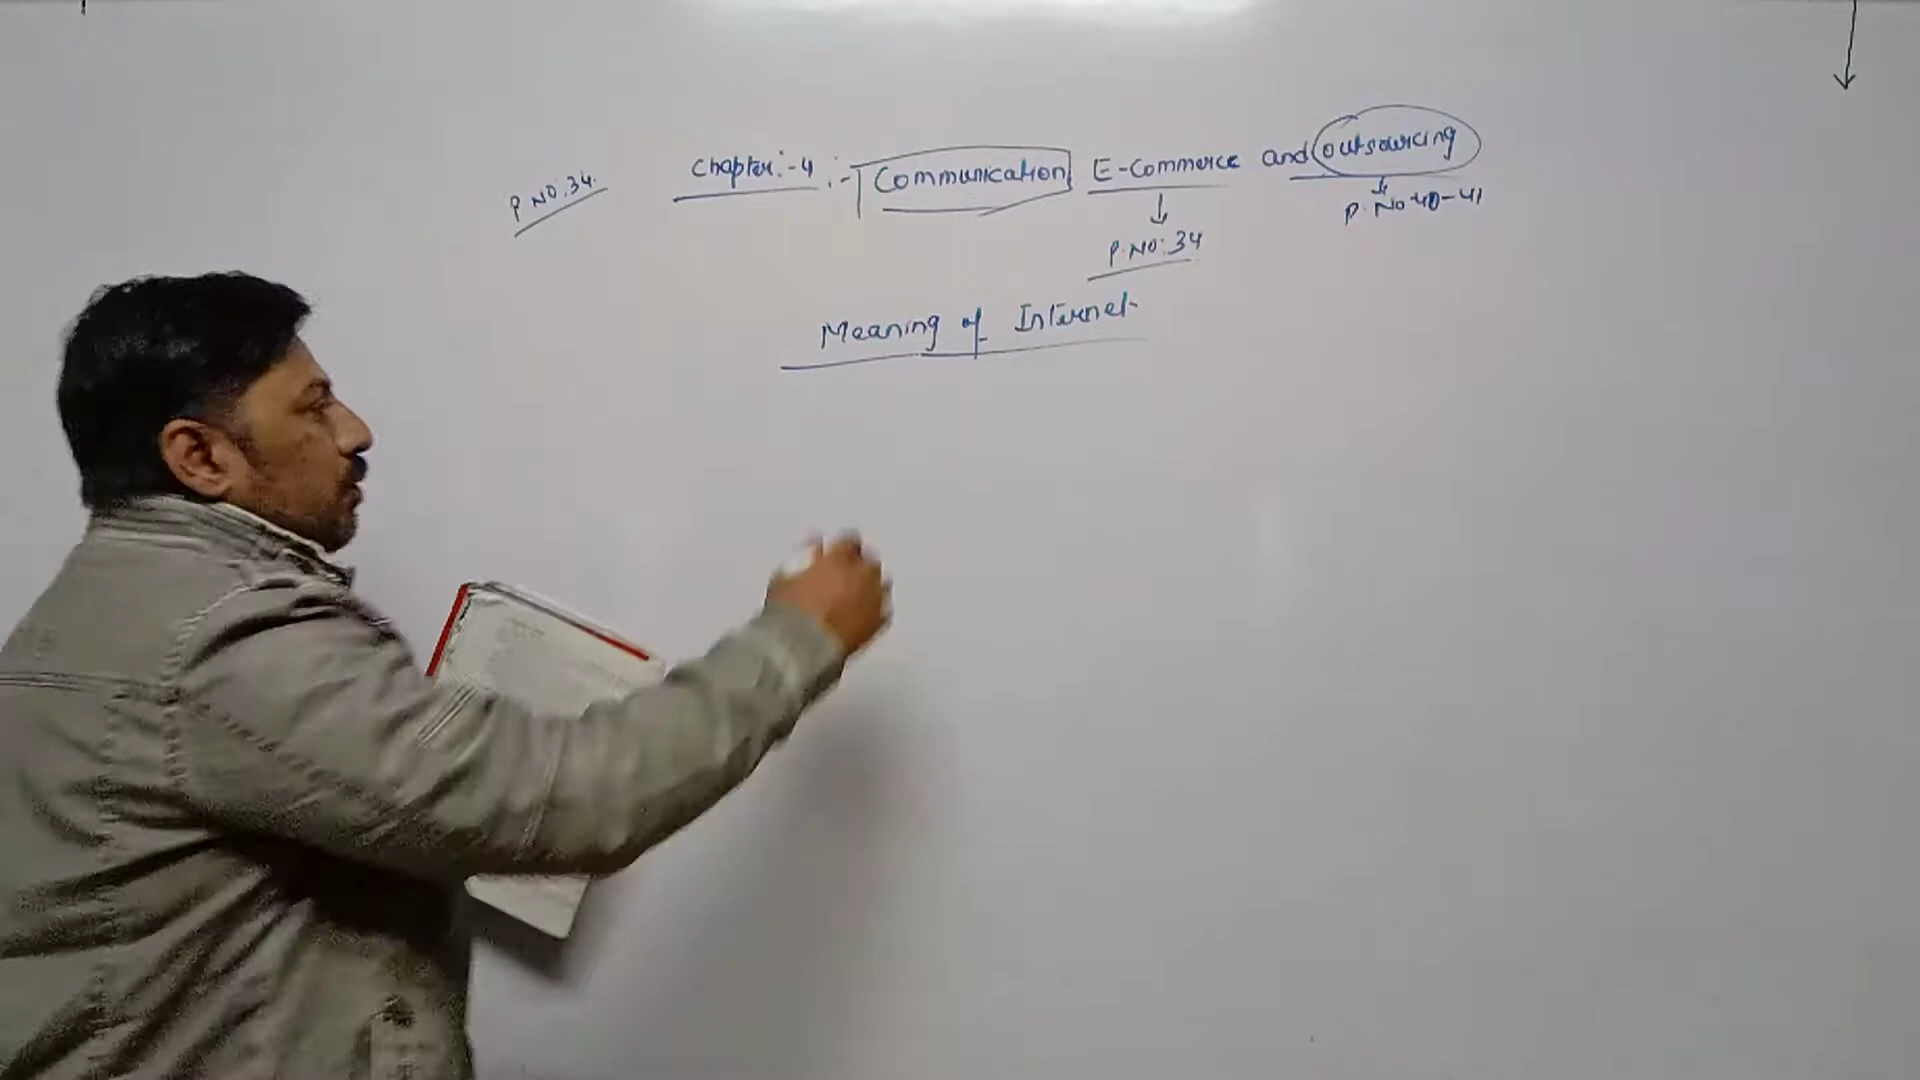 P NO:34.
Chapter:-4 :- Communication E-Commerce and outsourcing
P. No 40-41
P.NO:34
Meaning of Internet